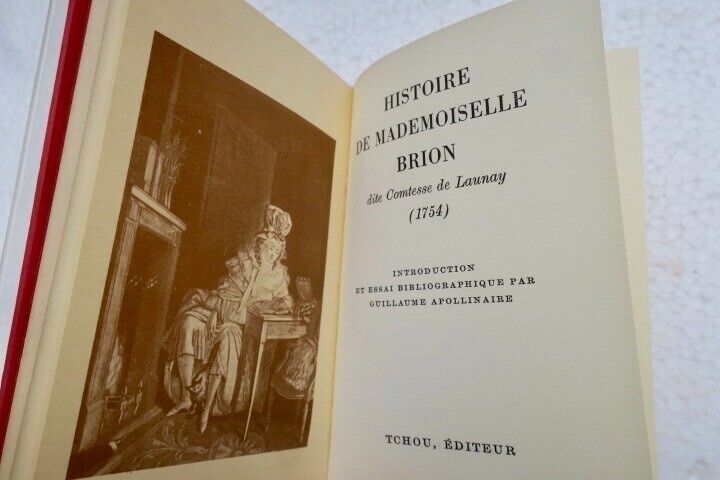 HISTOIRE
DE MADEMOISELLE
BRION
dite Comtesse de Launay
(1754)
INTRODUCTION
ET ESSAI BIBLIOGRAPHIQUE PAR
GUILLAUME APOLLINAIRE
TCHOU, ÉDITEUR